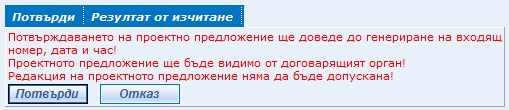 Потвърди Резултат от изчитане
Потвърждаването на проектно предложение ще доведе до генериране на входящ
номер, дата и час!
Проектното предложение ще бъде видимо от договарящият орган!
Редакция на проектното предложение няма да бъде допускана!
Потвърди Отказ